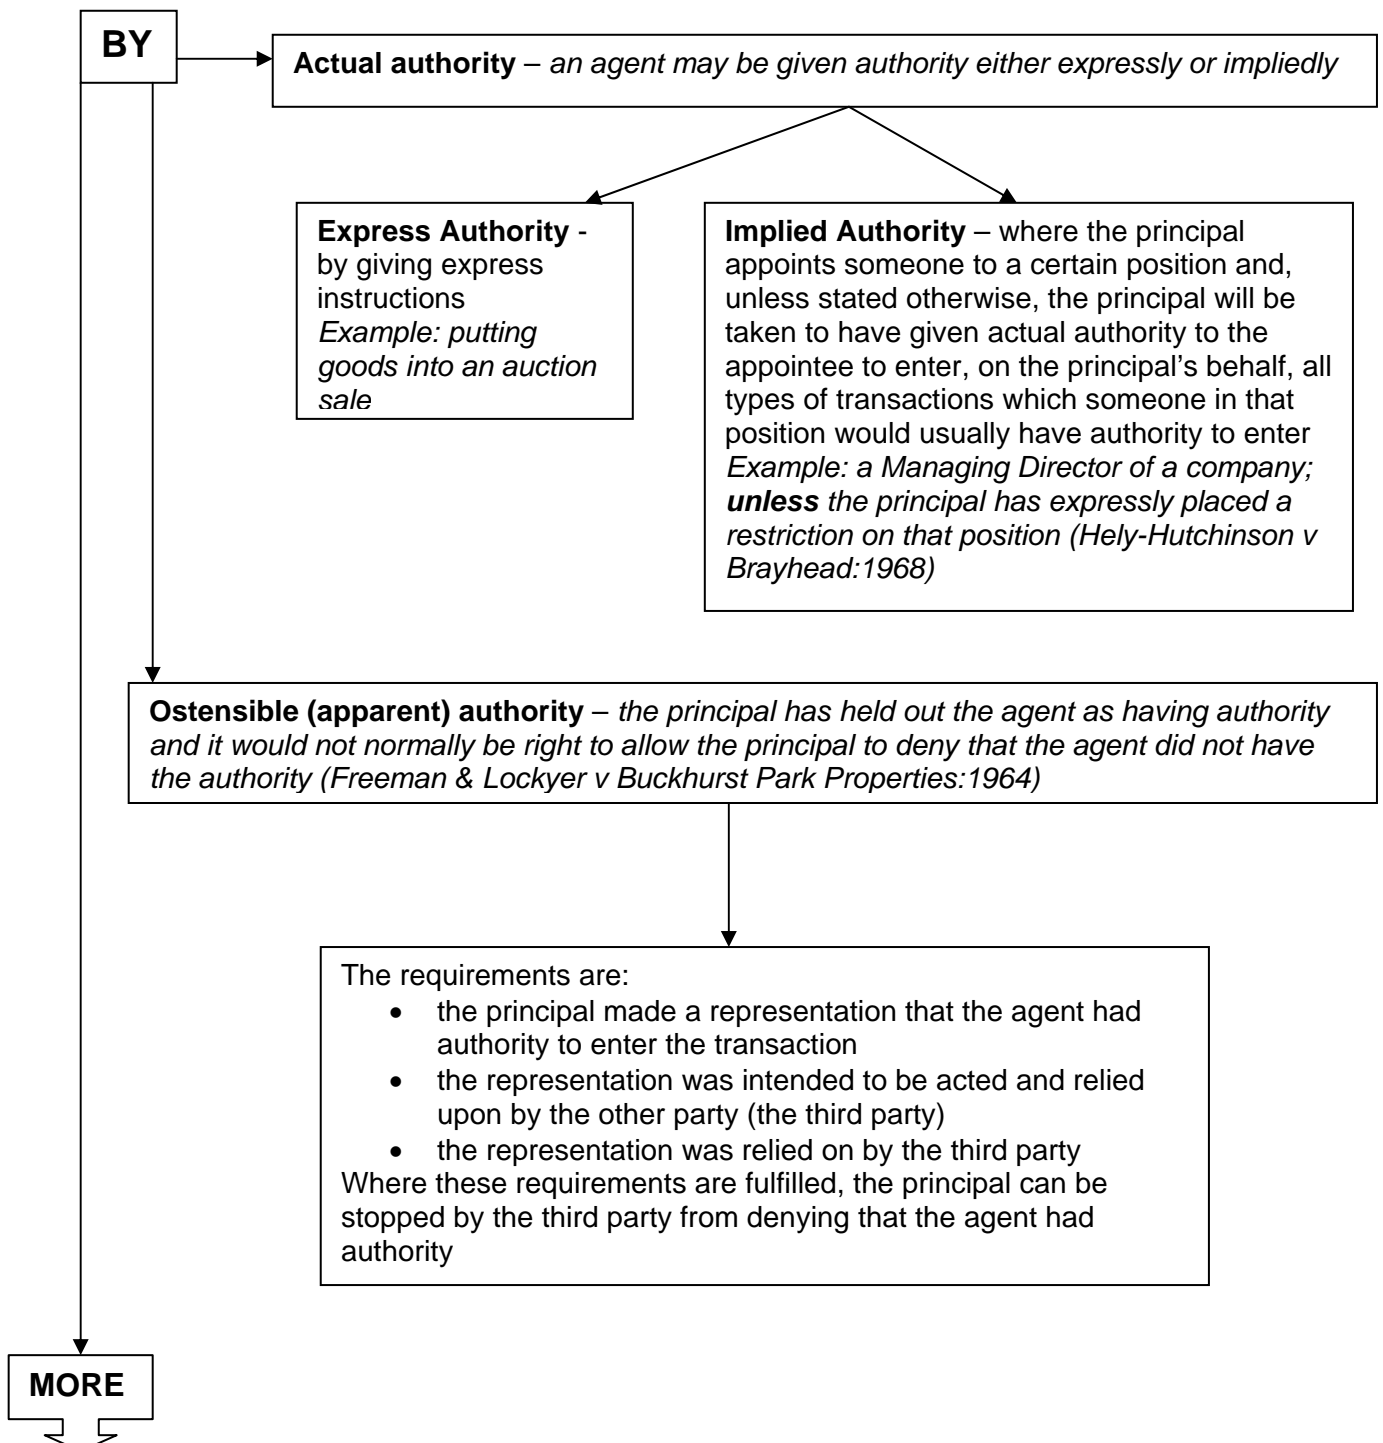 BY
Actual authority – an agent may be given authority either expressly or impliedly
Express Authority -
by giving express
instructions
Example: putting
goods into an auction
sale
Implied Authority – where the principal
appoints someone to a certain position and,
unless stated otherwise, the principal will be
taken to have given actual authority to the
appointee to enter, on the principal’s behalf, all
types of transactions which someone in that
position would usually have authority to enter
Example: a Managing Director of a company;
unless the principal has expressly placed a
restriction on that position (Hely-Hutchinson v
Brayhead:1968)
Ostensible (apparent) authority – the principal has held out the agent as having authority
and it would not normally be right to allow the principal to deny that the agent did not have
the authority (Freeman & Lockyer v Buckhurst Park Properties:1964)
The requirements are:
• the principal made a representation that the agent had
authority to enter the transaction
• the representation was intended to be acted and relied
upon by the other party (the third party)
• the representation was relied on by the third party
Where these requirements are fulfilled, the principal can be
stopped by the third party from denying that the agent had
authority
MORE